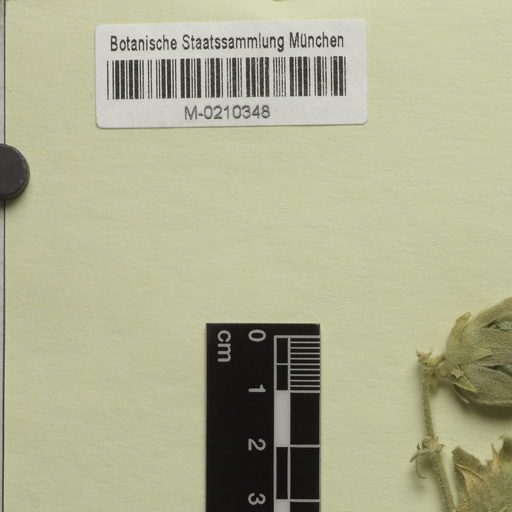 Botanische Staatssammlung München
M-0210348
cm
0
1
2
3